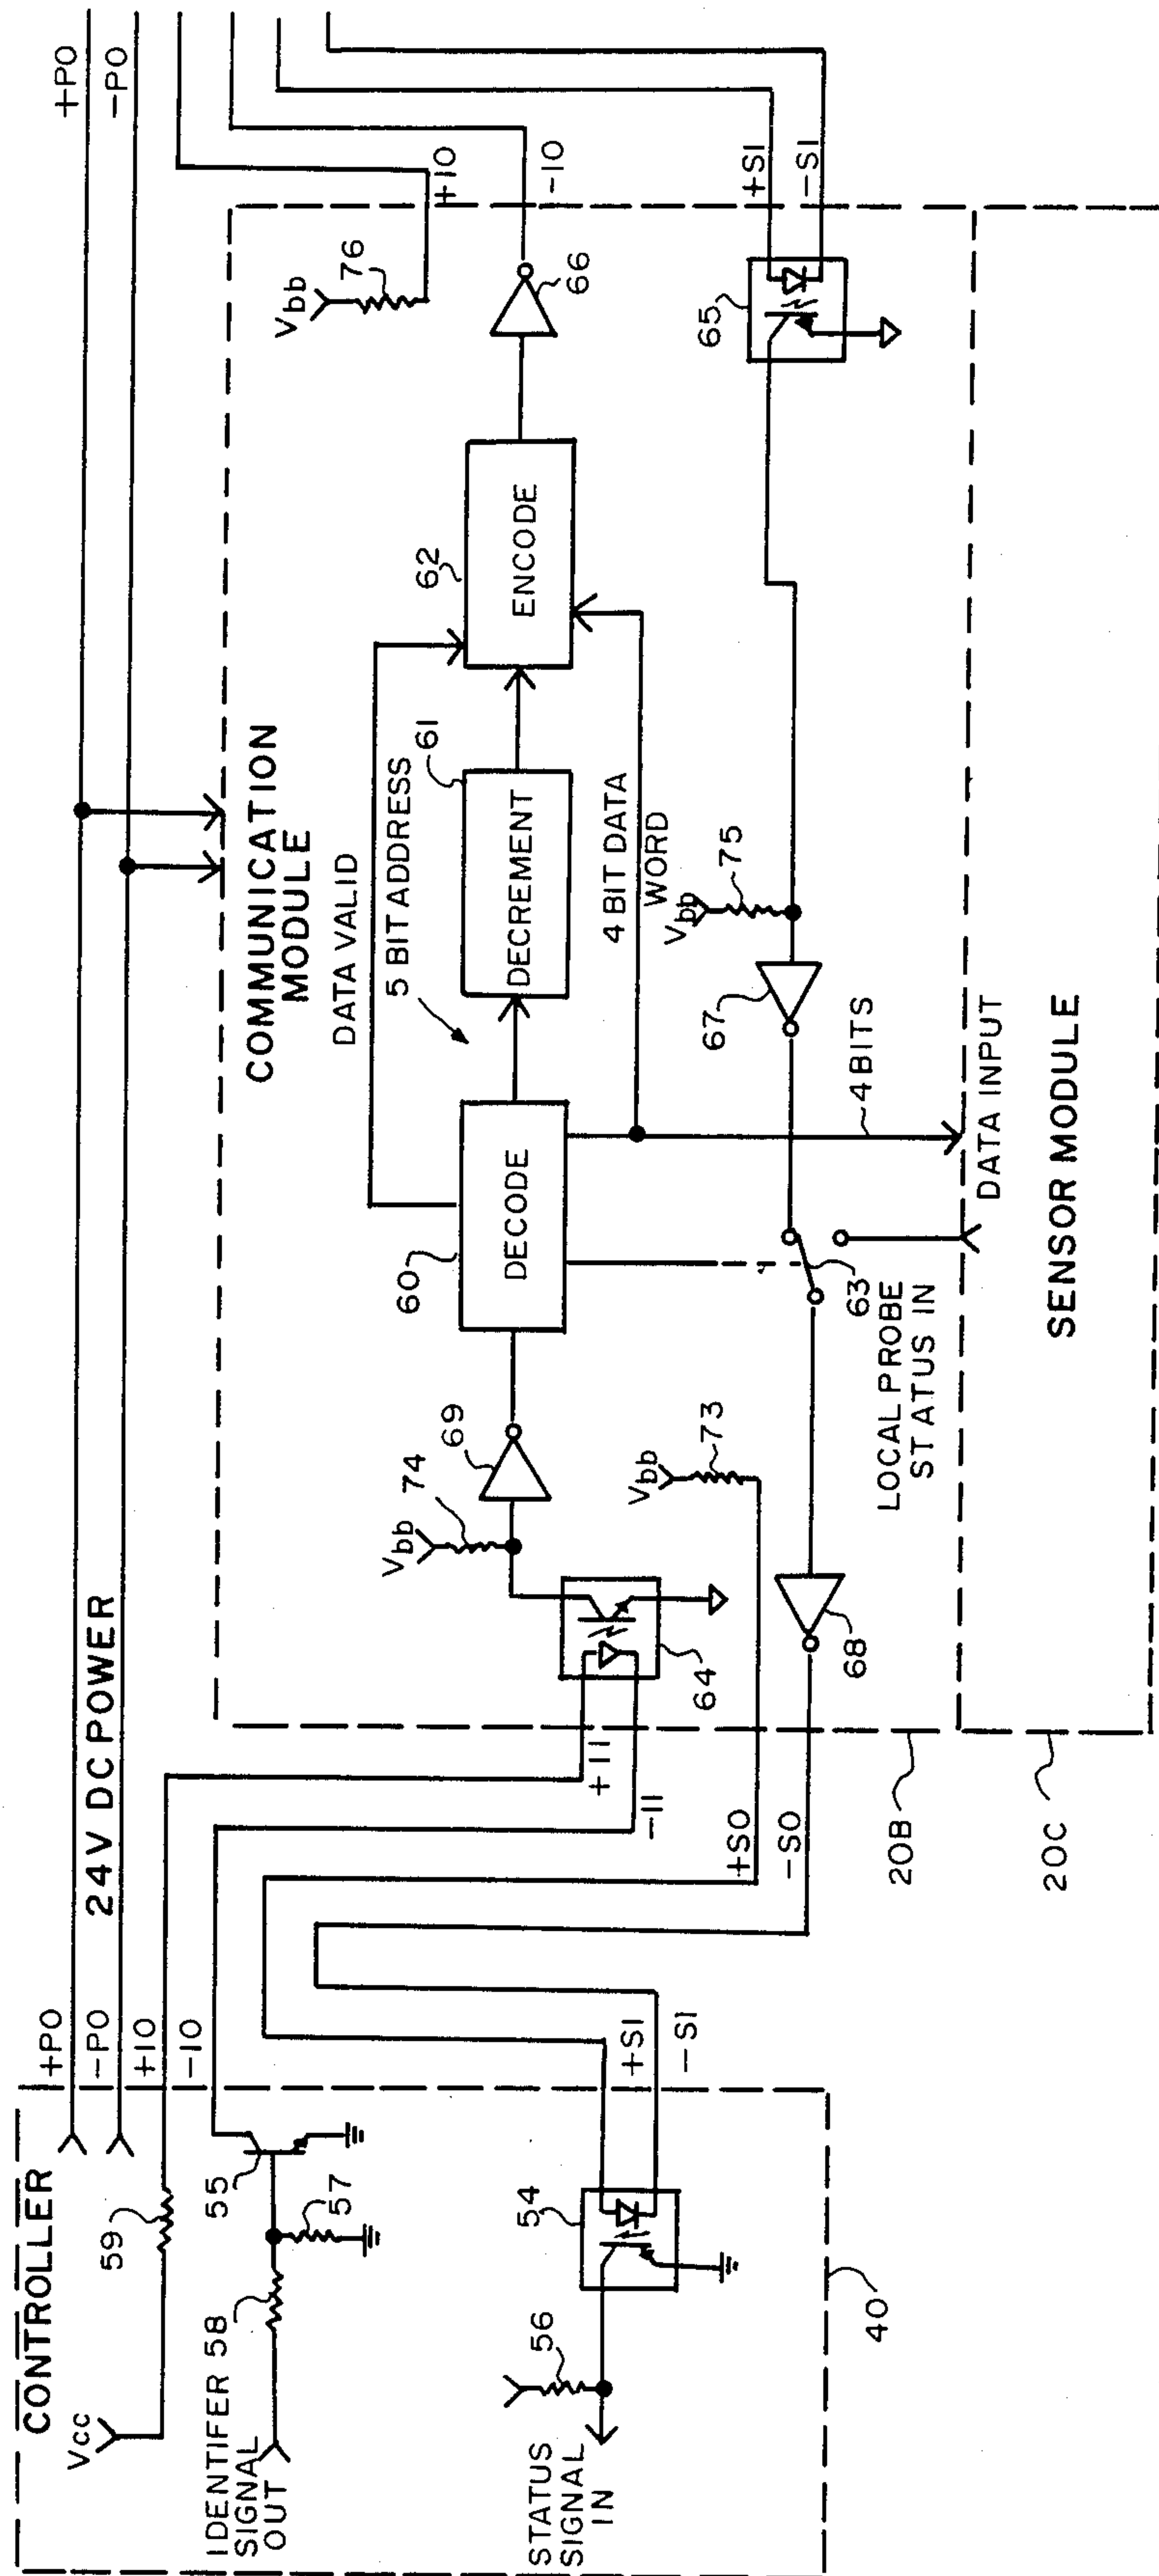 CONTROLLER
Vcc
59
IDENTIFER 58
SIGNAL
OUT
55
57
STATUS
SIGNAL
IN
56
54
40
+PO
-PO
+IO
-IO
+SI
-SI
24V DC POWER
+II
-II
+SO
-SO
20B
20C
COMMUNICATION
MODULE
Vbb
74
69
64
Vbb
73
68
60
DECODE
DATA VALID
5 BIT ADDRESS
61
DECREMENT
62
ENCODE
4 BIT DATA
WORD
66
Vbb
76
Vbb
75
67
65
63
LOCAL PROBE
STATUS IN
4 BITS
DATA INPUT
SENSOR MODULE
+PO
-PO
+IO
-IO
+SI
-SI